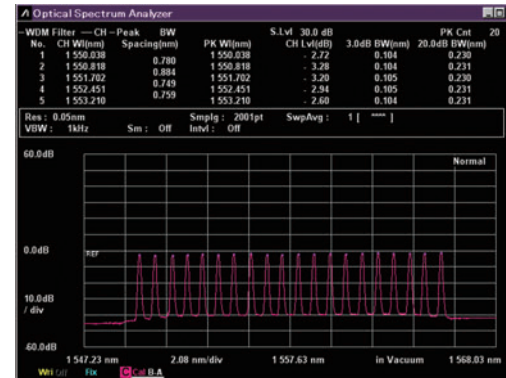 Optical Spectrum Analyzer
WDM Filter — CH – Peak BW S.Lvl 30.0 dB PK Cnt 20
No. CH Wl(nm) Spacing(nm) PK Wl(nm) CH Lvl(dB) 3.0dB BW(nm) 20.0dB BW(nm)
1 1 550.038 1 550.038 - 2.72 0.104 0.230
0.780
2 1 550.818 1 550.818 - 3.28 0.104 0.231
0.884
3 1 551.702 1 551.702 - 3.20 0.105 0.230
0.749
4 1 552.451 1 552.451 - 2.94 0.104 0.231
0.759
5 1 553.210 1 553.210 - 2.60 0.104 0.231
Res : 0.05nm Smplg : 2001pt SwpAvg : 1 [ **** ]
VBW : 1kHz Sm : Off Intvl : Off
60.0dB
Normal
0.0dB
REF
10.0dB
/ div
-60.0dB
1 547.23 nm 2.08 nm/div 1 557.63 nm in Vacuum 1 568.03 nm
Wri Off Fix C Cal B-A